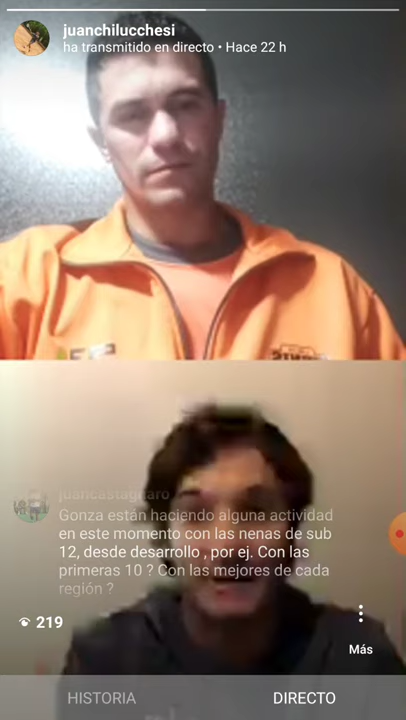 juanchilucchesi
ha transmitido en directo • Hace 22 h
juancastagnaro
Gonza están haciendo alguna actividad
en este momento con las nenas de sub
12, desde desarrollo , por ej. Con las
primeras 10 ? Con las mejores de cada
región ?
219
Más
HISTORIA
DIRECTO